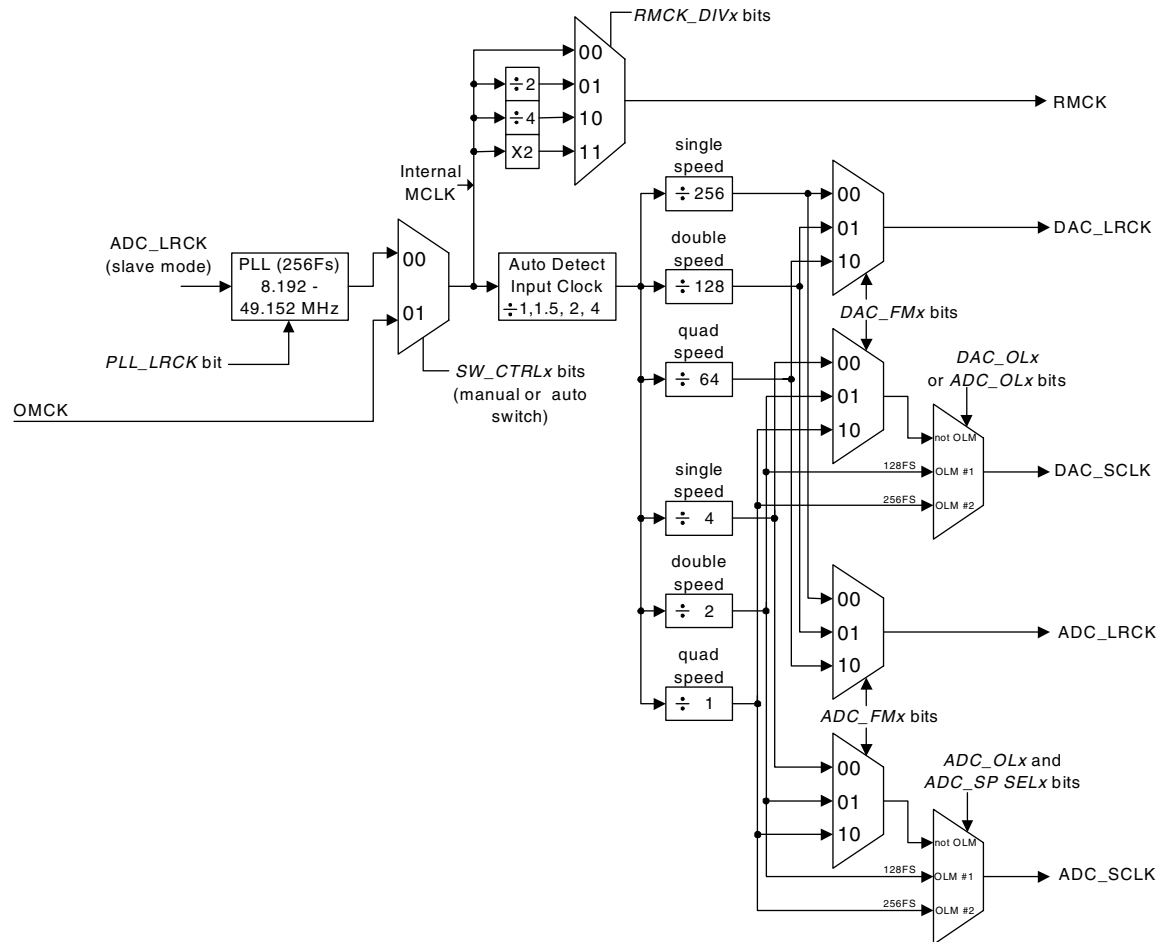 RMCK_DIVx bits
00
÷2
01
÷4
10
X2
11
RMCK
Internal
MCLK
single
speed
÷ 256
00
01
10
DAC_LRCK
double
speed
÷ 128
ADC_LRCK
(slave mode)
PLL (256Fs)
8.192 -
49.152 MHz
00
01
Auto Detect
Input Clock
÷1,1.5, 2, 4
PLL_LRCK bit
SW_CTRLx bits
(manual or auto
switch)
OMCK
quad
speed
÷ 64
DAC_FMx bits
00
01
10
DAC_OLx
or ADC_OLx bits
not OLM
128FS
OLM #1
256FS
OLM #2
DAC_SCLK
single
speed
÷ 4
double
speed
÷ 2
quad
speed
÷ 1
00
01
10
ADC_LRCK
ADC_FMx bits
00
01
10
ADC_OLx and
ADC_SP SELx bits
not OLM
128FS
OLM #1
256FS
OLM #2
ADC_SCLK